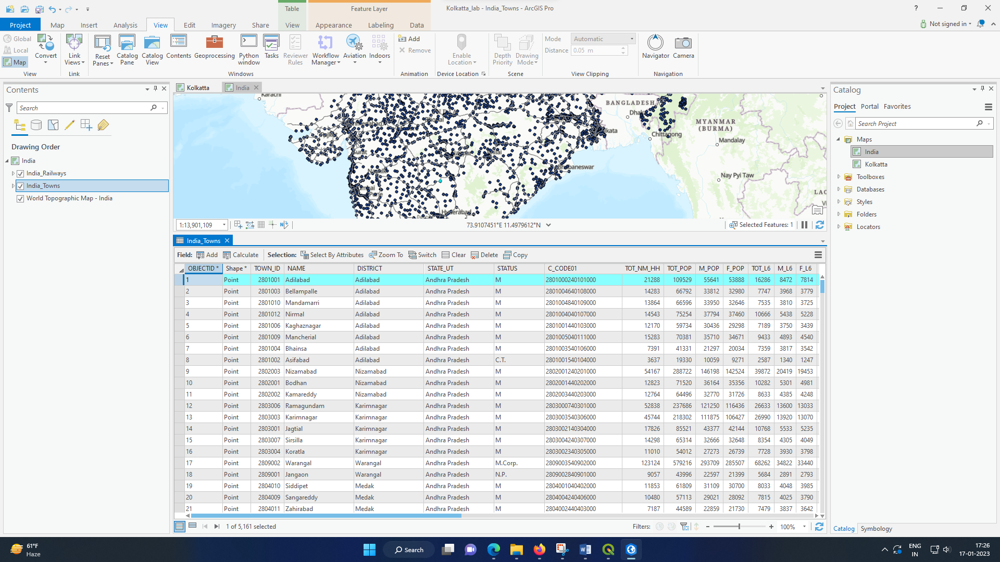 Kolkatta_lab - India_Towns - ArcGIS Pro
Table
Feature Layer
Not signed in
Project Map Insert Analysis View Edit Imagery Share View Appearance Labeling Data
Global
Local
Map
Convert
View
Link Views
Link
Reset Panes
Catalog Pane
Catalog View
Contents
Geoprocessing
Python window
Tasks
Reviewer Rules
Workflow Manager
Aviation
Indoors
Windows
Add
Remove
Animation
Enable Location
Device Location
Depth Priority
Drawing Mode
Scene
Mode Automatic
Distance 0.05 m
View Clipping
Navigator
Camera
Navigation
Contents
Search
Drawing Order
India
India_Railways
India_Towns
World Topographic Map - India
Kolkatta
India
Karachi
BANGLADESH
Dhaka
Chittagong
MYANMAR
(BURMA)
Mandalay
Nay Pyi Taw
Bhopal
Surat
Bhubaneswar
Pune
Hyderabad
1:13,901,109
73.9107451°E 11.4979612°N
Selected Features: 1
India_Towns
Field: Add Calculate Selection: Select By Attributes Zoom To Switch Clear Delete Copy
OBJECTID * Shape * TOWN_ID NAME DISTRICT STATE_UT STATUS C_CODE01 TOT_NM_HH TOT_POP M_POP F_POP TOT_L6 M_L6 F_L6
1 Point 2801001 Adilabad Adilabad Andhra Pradesh M 2801000240101000 21288 109529 55641 53888 16286 8472 7814
2 Point 2801003 Bellampalle Adilabad Andhra Pradesh M 2801004640108000 14283 66792 33812 32980 7747 3968 3779
3 Point 2801010 Mandamarri Adilabad Andhra Pradesh M 2801004840109000 13864 66596 33950 32646 7535 3810 3725
4 Point 2801012 Nirmal Adilabad Andhra Pradesh M 2801004040107000 14543 75254 37794 37460 10666 5438 5228
5 Point 2801006 Kaghaznagar Adilabad Andhra Pradesh M 2801001440103000 12170 59734 30436 29298 7189 3750 3439
6 Point 2801009 Mancherial Adilabad Andhra Pradesh M 2801005040111000 15283 70381 35710 34671 9433 4893 4540
7 Point 2801004 Bhainsa Adilabad Andhra Pradesh M 2801003540106000 7391 41331 21297 20034 7359 3817 3542
8 Point 2801002 Asifabad Adilabad Andhra Pradesh C.T. 2801001540104000 3637 19330 10059 9271 2587 1340 1247
9 Point 2802003 Nizamabad Nizamabad Andhra Pradesh M 2802001240201000 54167 288722 146198 142524 39872 20419 19453
10 Point 2802001 Bodhan Nizamabad Andhra Pradesh M 2802001440202000 12823 71520 36164 35356 10282 5301 4981
11 Point 2802002 Kamareddy Nizamabad Andhra Pradesh M 2802003440203000 12764 64496 32770 31726 8633 4385 4248
12 Point 2803006 Ramagundam Karimnagar Andhra Pradesh M 2803000740301000 52838 237686 121250 116436 26633 13600 13033
13 Point 2803003 Karimnagar Karimnagar Andhra Pradesh M 2803003540306000 45744 218302 111875 106427 26990 13920 13070
14 Point 2803001 Jagtial Karimnagar Andhra Pradesh M 2803002140304000 17826 85521 43377 42144 10768 5533 5235
15 Point 2803007 Sirsilla Karimnagar Andhra Pradesh M 2803004240307000 14298 65314 32666 32648 8354 4305 4049
16 Point 2803004 Koratla Karimnagar Andhra Pradesh M 2803002340305000 11010 54012 27273 26739 7728 3930 3798
17 Point 2809002 Warangal Warangal Andhra Pradesh M.Corp. 2809003540902000 123124 579216 293709 285507 68262 34822 33440
18 Point 2809001 Jangaon Warangal Andhra Pradesh N.P. 2809002840901000 9057 43996 22597 21399 5684 2891 2793
19 Point 2804010 Siddipet Medak Andhra Pradesh M 2804001040402000 11853 61809 31109 30700 8033 4048 3985
20 Point 2804009 Sangareddy Medak Andhra Pradesh M 2804004240406000 10480 57113 29021 28092 7815 4025 3790
21 Point 2804011 Zahirabad Medak Andhra Pradesh M 2804002440403000 7187 44589 22859 21730 7479 3837 3642
1 of 5,161 selected
Filters: 100%
Catalog
Project Portal Favorites
Search Project
Maps
India
Kolkatta
Toolboxes
Databases
Styles
Folders
Locators
Catalog Symbology
61°F
Haze
Search
ENG
IN
17:26
17-01-2023